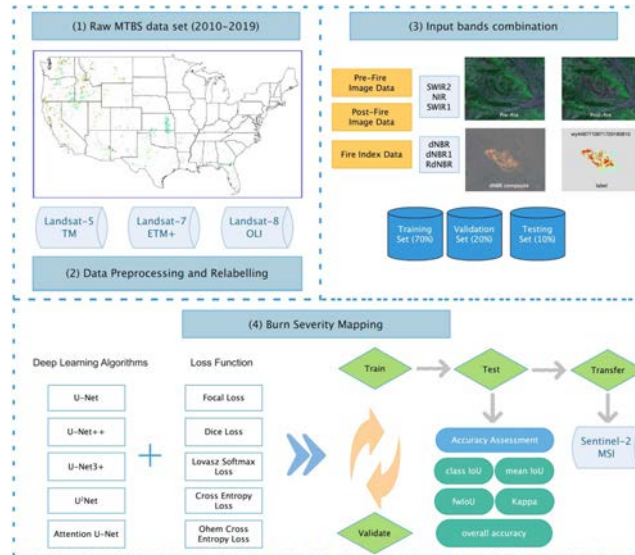 (1) Raw MTBS data set (2010-2019)
Landsat-5
TM
Landsat-7
ETM+
Landsat-8
OLI
(2) Data Preprocessing and Relabelling
(3) Input bands combination
Pre-Fire
Image Data
Post-Fire
Image Data
SWIR2
NIR
SWIR1
Fire Index Data
dNBR
dNBR1
RdNBR
Pre-fire
Post-fire
dNBR composite
label
Training
Set (70%)
Validation
Set (20%)
Testing
Set (10%)
(4) Burn Severity Mapping
Deep Learning Algorithms
U-Net
U-Net++
U-Net3+
U²Net
Attention U-Net
Loss Function
Focal Loss
Dice Loss
Lovasz Softmax
Loss
Cross Entropy
Loss
Ohem Cross
Entropy Loss
Train
Test
Transfer
Validate
Accuracy Assessment
class IoU
mean IoU
fwIoU
Kappa
overall accuracy
Sentinel-2
MSI